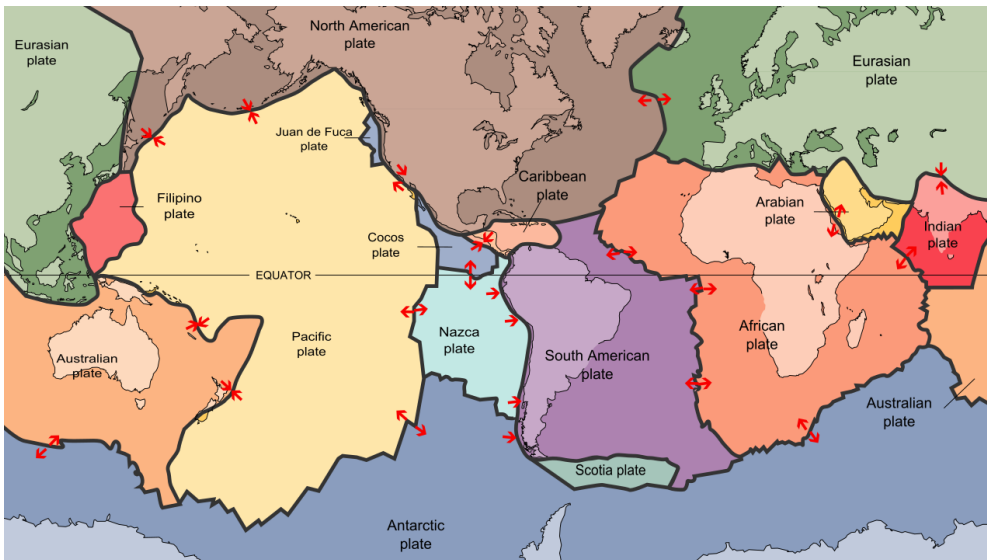 North American
plate
Eurasian
plate
Eurasian
plate
Juan de Fuca
plate
Caribbean
plate
Filipino
plate
Arabian
plate
Indian
plate
Cocos
plate
EQUATOR
Pacific
plate
Nazca
plate
African
plate
Australian
plate
South American
plate
Australian
plate
Scotia plate
Antarctic
plate